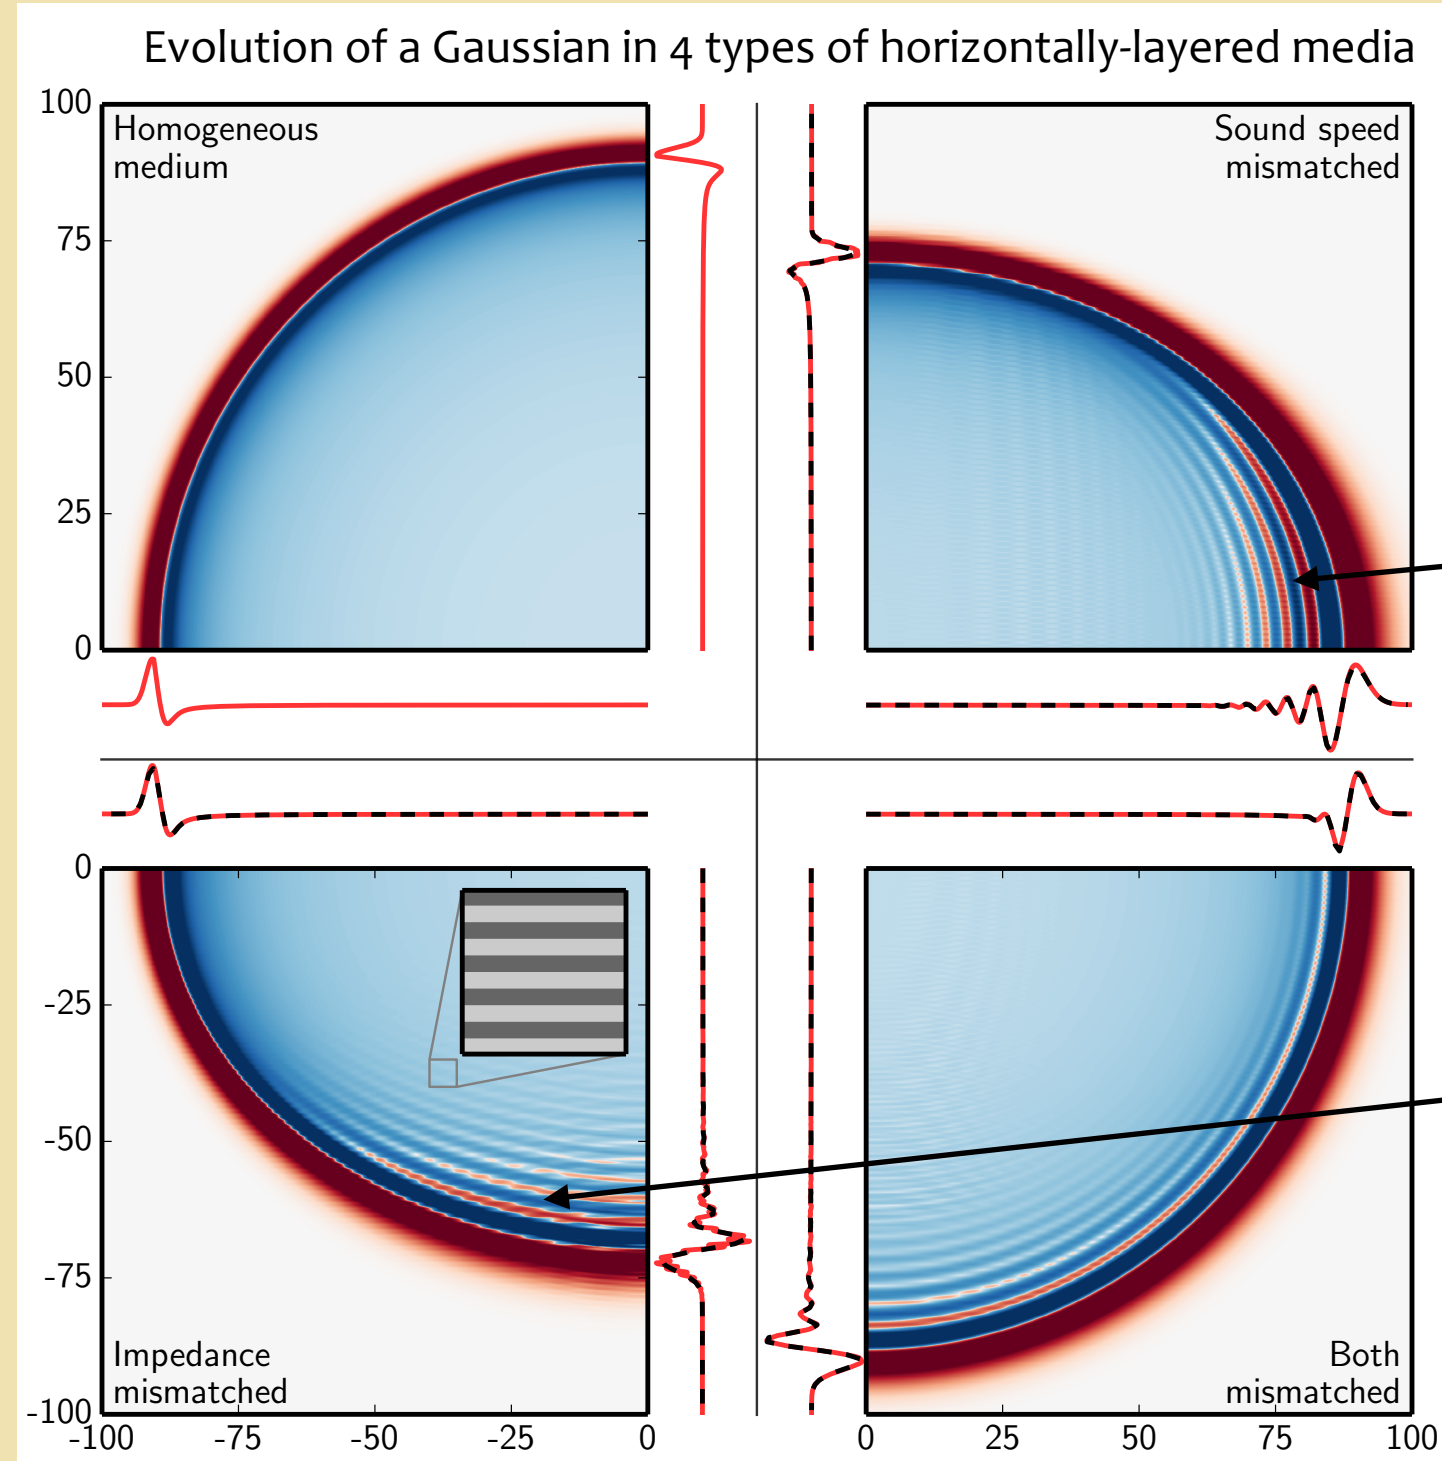 Evolution of a Gaussian in 4 types of horizontally-layered media
100
Homogeneous
medium
Sound speed
mismatched
75
50
25
0
0
-25
-50
-75
Impedance
mismatched
Both
mismatched
-100
-100 -75 -50 -25 0 0 25 50 75 100